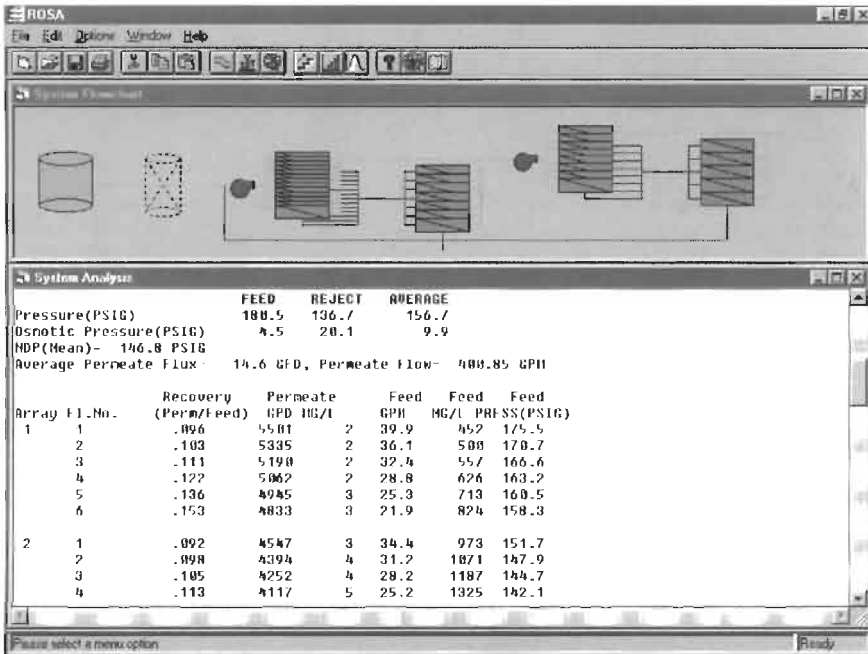 ROSA
File Edit Options Window Help
System Flowchart
System Analysis
FEED REJECT AVERAGE
Pressure(PSIG) 180.5 136.7 156.7
Osmotic Pressure(PSIG) 4.5 20.1 9.9
NDP(Mean)- 146.8 PSIG
Average Permeate Flux- 14.6 GFD, Permeate Flow- 400.85 GPM
Recovery Permeate Feed Feed Feed
Array El.No. (Perm/Feed) GPD MG/L GPM MG/L PRESS(PSIG)
1 1 .096 5501 2 39.9 452 175.5
2 .103 5335 2 36.1 500 170.7
3 .111 5190 2 32.4 557 166.6
4 .122 5062 2 28.8 626 163.2
5 .136 4945 3 25.3 713 160.5
6 .153 4833 3 21.9 824 158.3
2 1 .092 4547 3 34.4 973 151.7
2 .098 4394 4 31.2 1071 147.9
3 .105 4252 4 28.2 1187 144.7
4 .113 4117 5 25.2 1325 142.1
Please select a menu option Ready